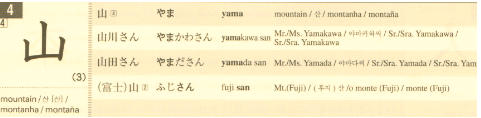 4
4
山
(3)
mountain / 산 [산] /
montanha / montaña
山 ④ やま yama mountain / 산 / montanha / montaña
山川さん やまかわさん yamakawa san Mr./Ms. Yamakawa / 야마카와씨 / Sr./Sra. Yamakawa /
Sr./Sra. Yamakawa
山田さん やまださん yamada san Mr./Ms. Yamada / 야마다씨 / Sr./Sra. Yamada / Sr./Sra. Yam
(富士)山 ② ふじさん fuji san Mt.(Fuji) / (후지) 산 /o monte (Fuji) / monte (Fuji)